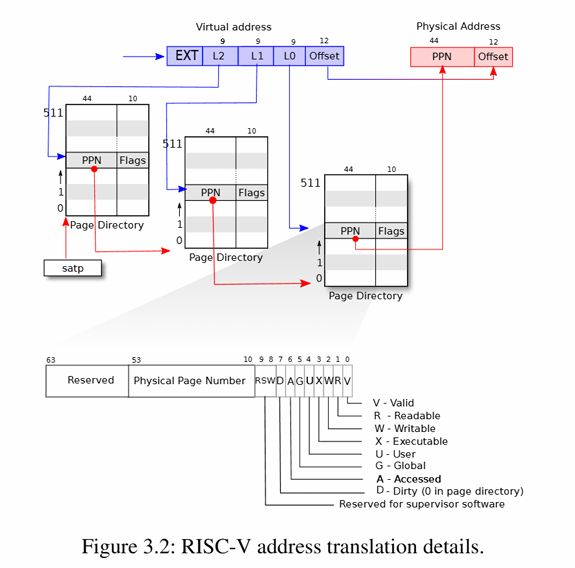 Virtual address
Physical Address
9 9 9 12
EXT L2 L1 L0 Offset
44 12
PPN Offset
44 10
511
PPN Flags
1
0
Page Directory
satp
44 10
511
PPN Flags
1
0
Page Directory
44 10
511
PPN Flags
1
0
Page Directory
63 53 10 9 8 7 6 5 4 3 2 1 0
Reserved Physical Page Number RSW D A G U X W R V
V - Valid
R - Readable
W - Writable
X - Executable
U - User
G - Global
A - Accessed
D - Dirty (0 in page directory)
Reserved for supervisor software
Figure 3.2: RISC-V address translation details.